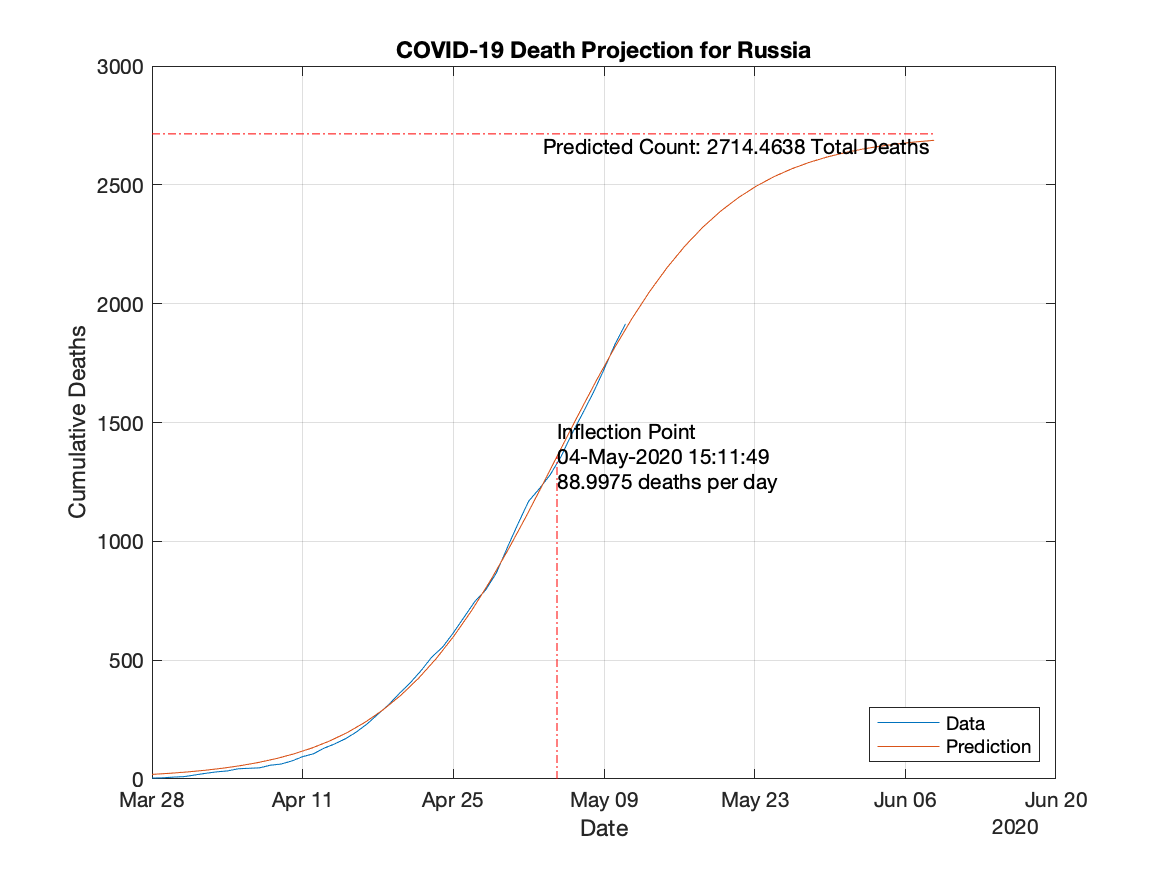 COVID-19 Death Projection for Russia
3000
2500
2000
1500
1000
500
0
Cumulative Deaths
Predicted Count: 2714.4638 Total Deaths
Inflection Point
04-May-2020 15:11:49
88.9975 deaths per day
Data
Prediction
Mar 28 Apr 11 Apr 25 May 09 May 23 Jun 06 Jun 20
Date
2020